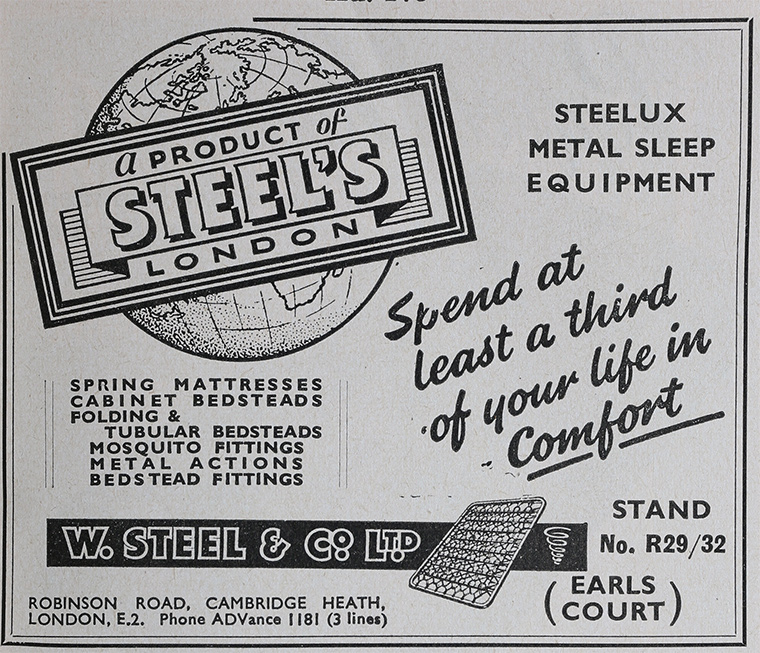 a PRODUCT of
STEEL'S
LONDON
STEELUX
METAL SLEEP
EQUIPMENT
Spend at
least a third
of your life in
Comfort
SPRING MATTRESSES
CABINET BEDSTEADS
FOLDING &
TUBULAR BEDSTEADS
MOSQUITO FITTINGS
METAL ACTIONS
BEDSTEAD FITTINGS
W. STEEL & CO LTD
STAND
No. R29/32
(EARLS
COURT)
ROBINSON ROAD, CAMBRIDGE HEATH,
LONDON, E.2. Phone ADVance 1181 (3 lines)